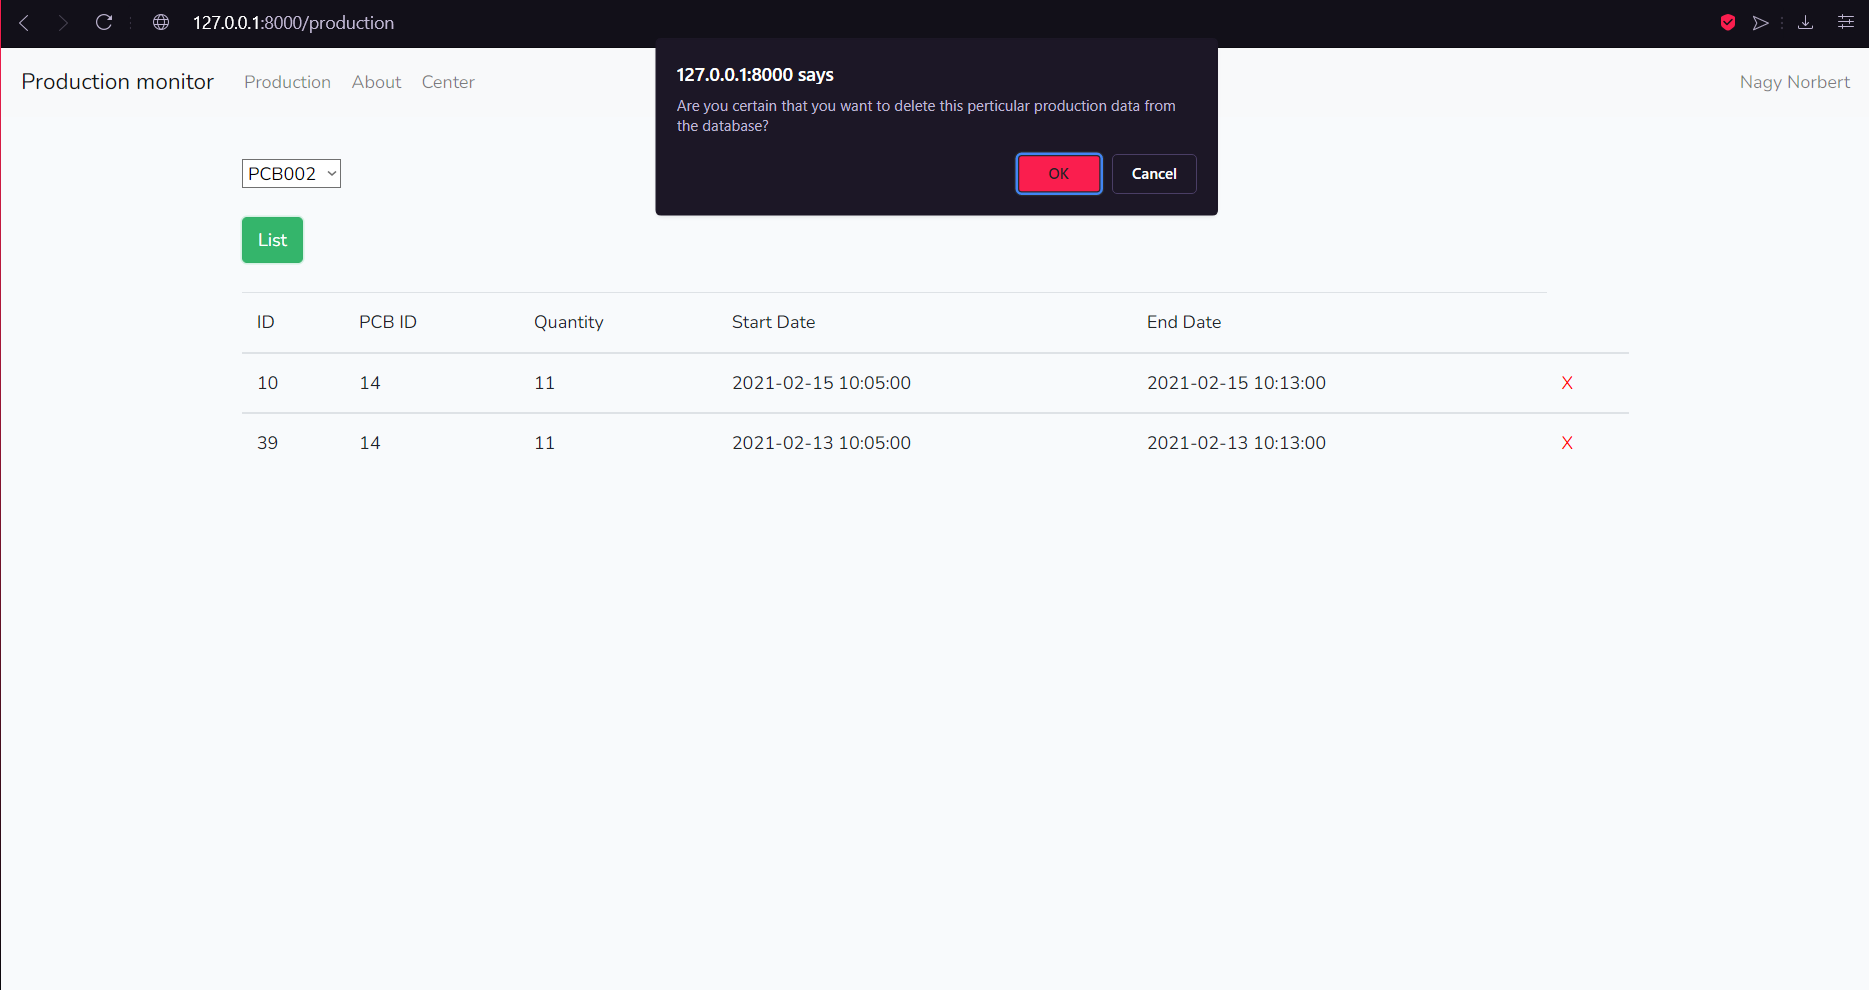 127.0.0.1:8000/production
127.0.0.1:8000 says
Are you certain that you want to delete this perticular production data from
the database?
OK Cancel
Production monitor Production About Center Nagy Norbert
PCB002
List
ID PCB ID Quantity Start Date End Date
10 14 11 2021-02-15 10:05:00 2021-02-15 10:13:00 X
39 14 11 2021-02-13 10:05:00 2021-02-13 10:13:00 X